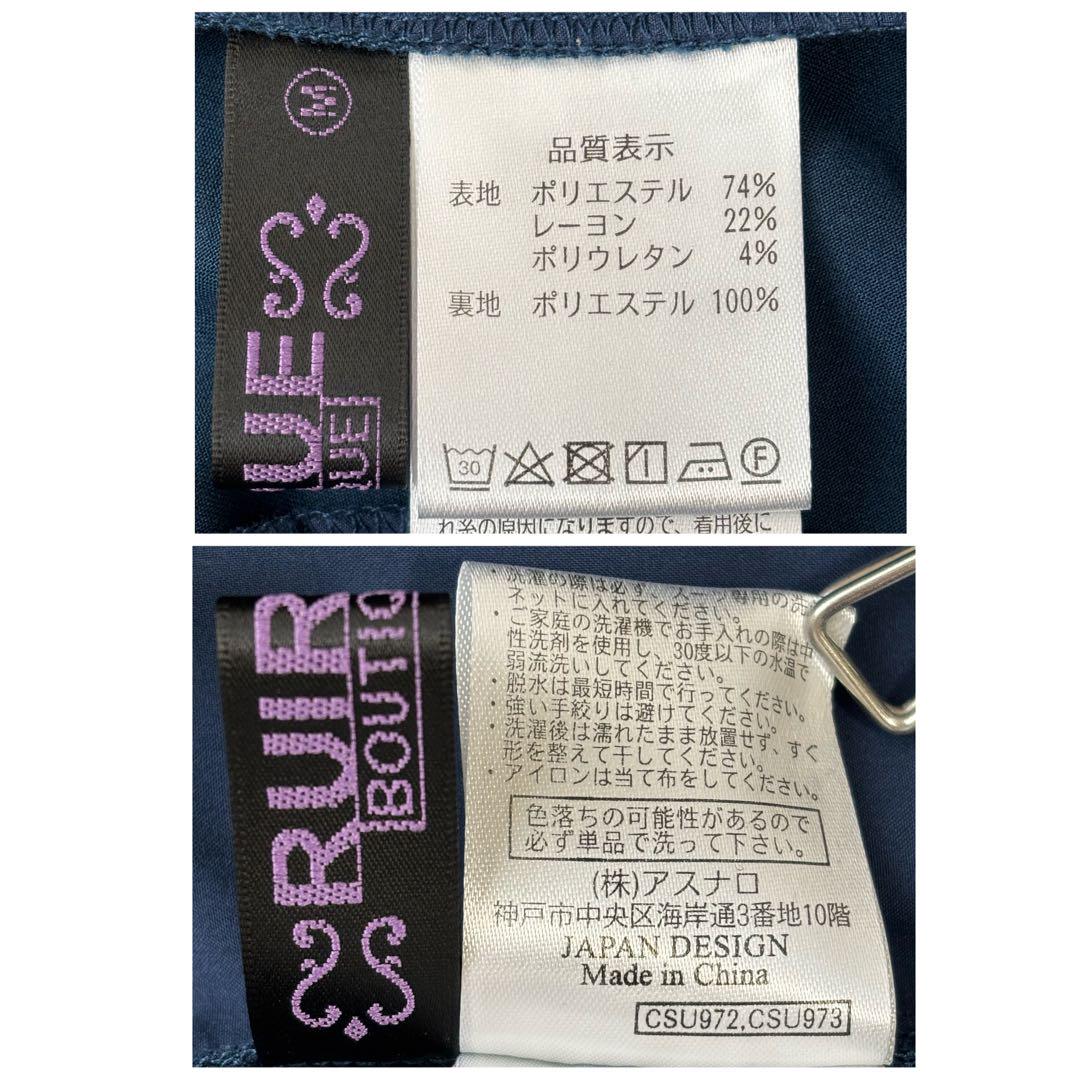 M
UE
QUE
品質表示
表地 ポリエステル 74%
レーヨン 22%
ポリウレタン 4%
裏地 ポリエステル 100%
30
F
れ糸の原因になりますので、着用後に
RUIR
BOUTIQ
ネットに入れてください。
・ご家庭の洗濯機でお手入れの際は中
性洗剤を使用し、30度以下の水温で
弱流洗いしてください。
・脱水は最短時間で行ってください。
・強い手絞りは避けてください。
・洗濯後は濡れたまま放置せず、すぐ
形を整えて干してください。
・アイロンは当て布をしてください。
色落ちの可能性があるので
必ず単品で洗って下さい。
(株)アスナロ
神戸市中央区海岸通3番地10階
JAPAN DESIGN
Made in China
CSU972,CSU973